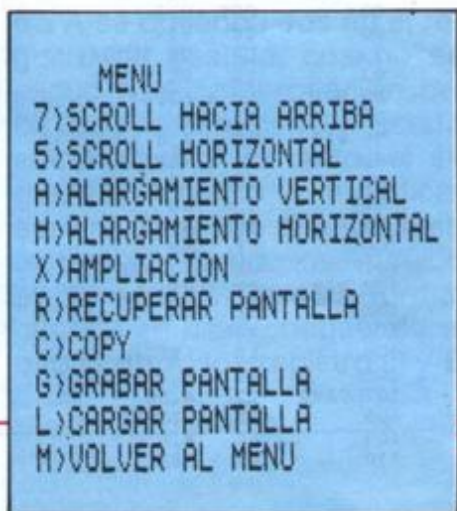 MENU
7)SCROLL HACIA ARRIBA
5)SCROLL HORIZONTAL
A)ALARGAMIENTO VERTICAL
H)ALARGAMIENTO HORIZONTAL
X)AMPLIACION
R)RECUPERAR PANTALLA
C)COPY
G)GRABAR PANTALLA
L)CARGAR PANTALLA
M)VOLVER AL MENU